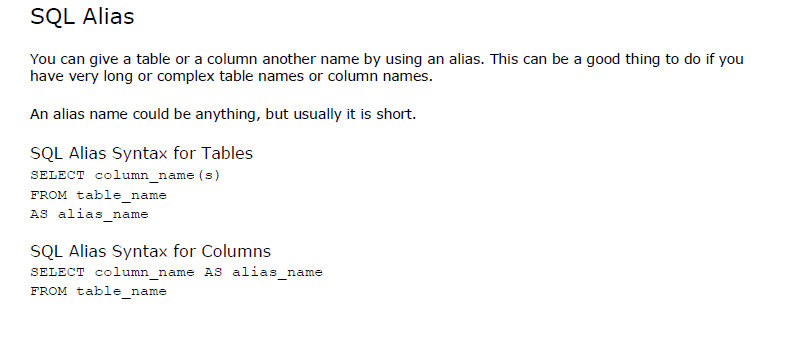 SQL Alias
You can give a table or a column another name by using an alias. This can be a good thing to do if you
have very long or complex table names or column names.
An alias name could be anything, but usually it is short.
SQL Alias Syntax for Tables
SELECT column_name(s)
FROM table_name
AS alias_name
SQL Alias Syntax for Columns
SELECT column_name AS alias_name
FROM table_name